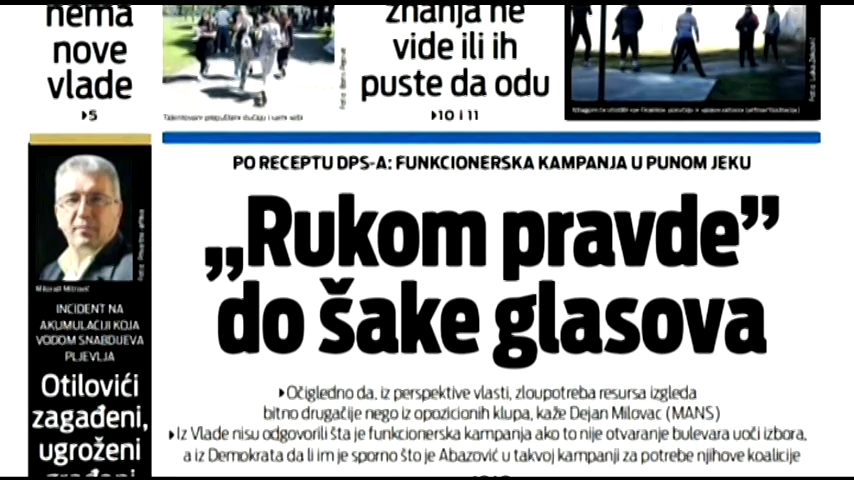 nema
nove
vlade
5
znanja ne
vide ili ih
puste da odu
10 i 11
PO RECEPTU DPS-A: FUNKCIONERSKA KAMPANJA U PUNOM JEKU
„Rukom pravde”
do šake glasova
Očigledno da, iz perspektive vlasti, zloupotreba resursa izgleda
bitno drugačije nego iz opozicionih klupa, kaže Dejan Milovac (MANS)
Iz Vlade nisu odgovorili šta je funkcionerska kampanja ako to nije otvaranje bulevara uoči izbora,
a iz Demokrata da li im je sporno što je Abazović u takvoj kampanji za potrebe njihove koalicije
Milorad Mitrović
INCIDENT NA
AKUMULACIJI KOJA
VODOM SNABDIJEVA
PLJEVLJA
Otilovići
zagađeni,
ugroženi
građani